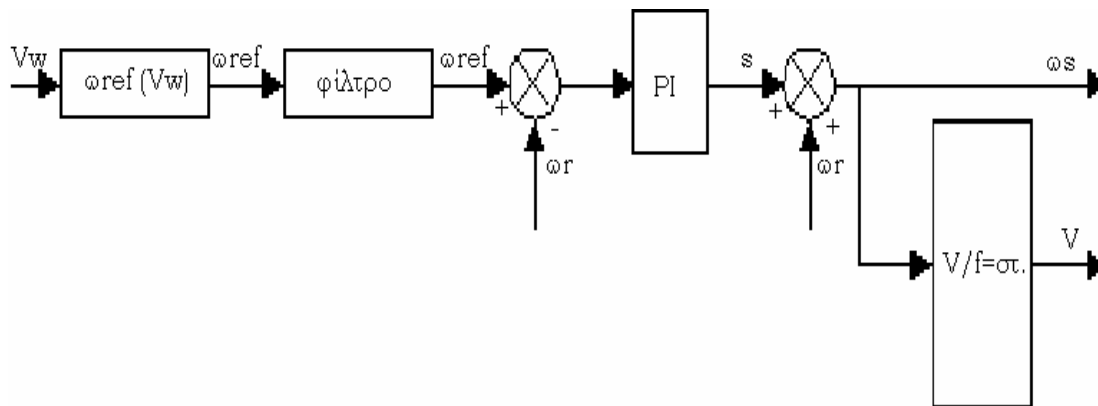 Vw
ωref (Vw)
ωref
φίλτρο
ωref
+
-
ωr
PI
s
+
+
ωr
ωs
V/f=στ.
V